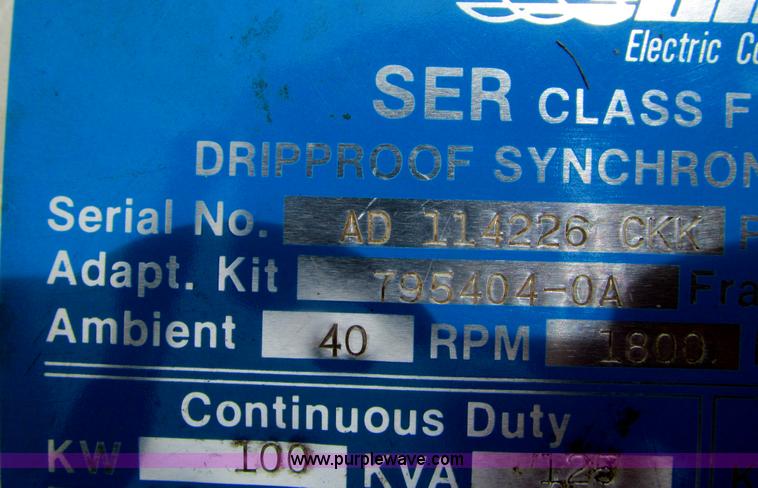 Electric Co
SER CLASS F
DRIPPROOF SYNCHRON
Serial No. AD 114226 CKK
Adapt. Kit 795404-0A Fra
Ambient 40 RPM 1800
Continuous Duty
KW 100 KVA 125
www.purplewave.com